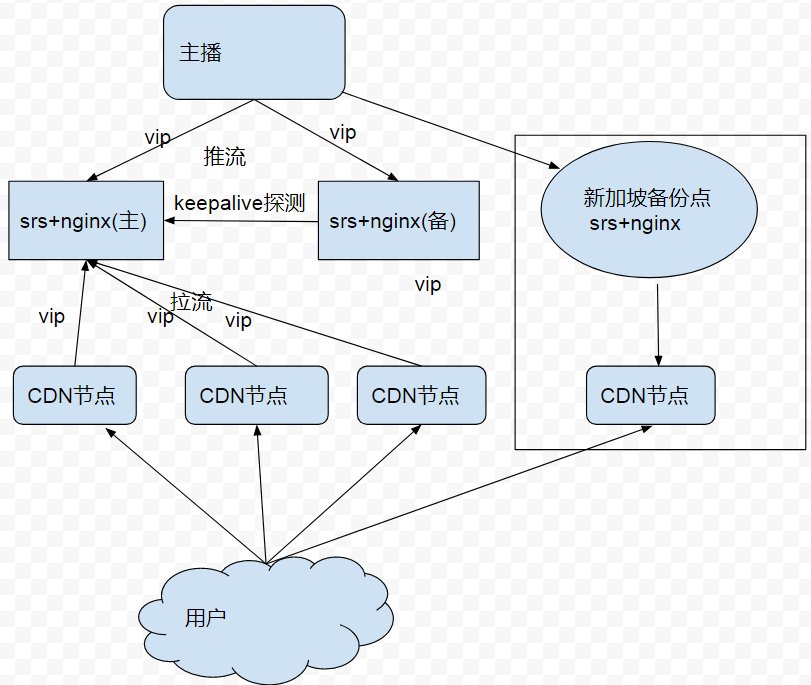 主播
vip
vip
推流
srs+nginx(主)
keepalive探测
srs+nginx(备)
新加坡备份点
srs+nginx
vip
拉流
vip
vip
vip
CDN节点
CDN节点
CDN节点
CDN节点
用户